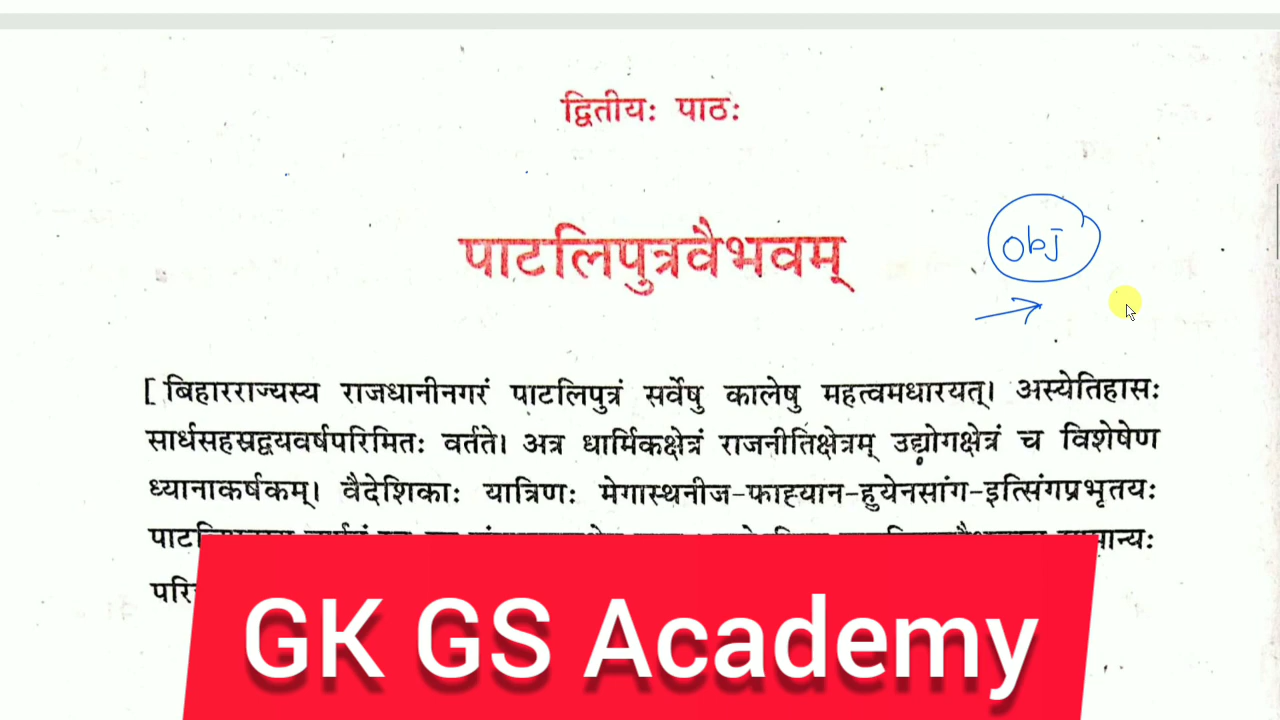 द्वितीयः पाठः
पाटलिपुत्रवैभवम्
obj
[ बिहारराज्यस्य राजधानीनगरं पाटलिपुत्रं सर्वेषु कालेषु महत्वमधारयत्। अस्येतिहासः
सार्धसहस्रद्वयवर्षपरिमितः वर्तते। अत्र धार्मिकक्षेत्रं राजनीतिक्षेत्रम् उद्योगक्षेत्रं च विशेषेण
ध्यानाकर्षकम्। वैदेशिकाः यात्रिणः मेगास्थनीज-फाह्यान-हुयेनसांग-इत्सिंगप्रभृतयः
GK GS Academy